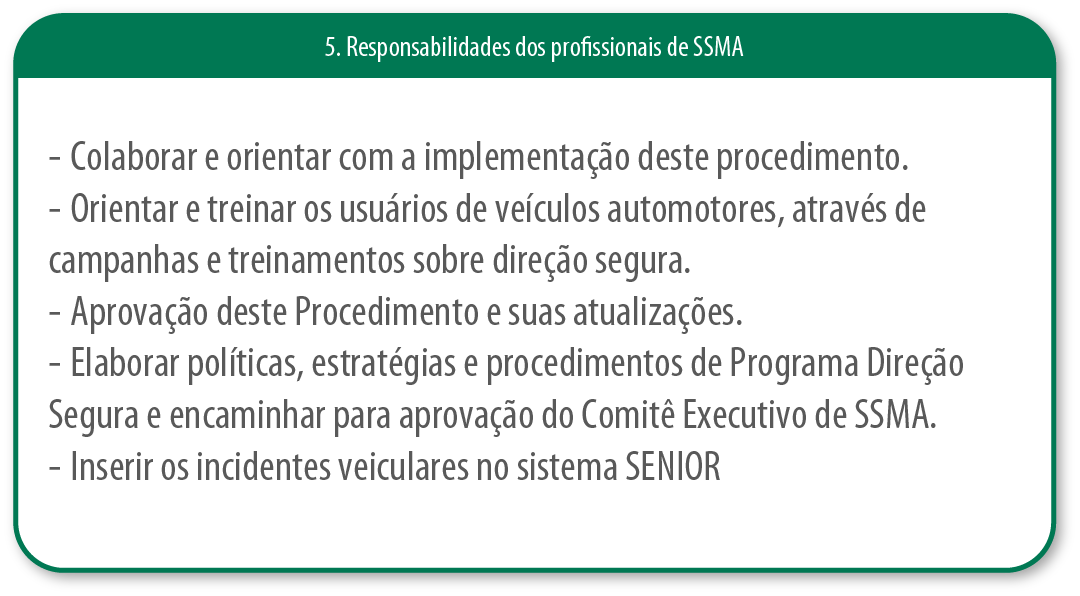 5. Responsabilidades dos profissionais de SSMA
- Colaborar e orientar com a implementação deste procedimento.
- Orientar e treinar os usuários de veículos automotores, através de
campanhas e treinamentos sobre direção segura.
- Aprovação deste Procedimento e suas atualizações.
- Elaborar políticas, estratégias e procedimentos de Programa Direção
Segura e encaminhar para aprovação do Comitê Executivo de SSMA.
- Inserir os incidentes veiculares no sistema SENIOR